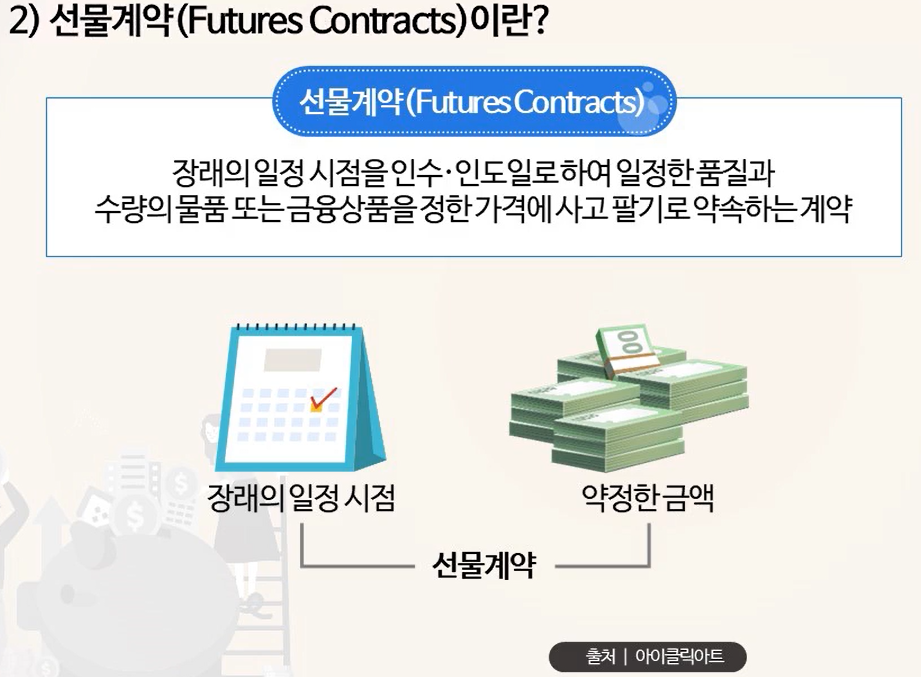 2) 선물계약(Futures Contracts)이란?
선물계약(Futures Contracts)
장래의 일정 시점을 인수·인도일로 하여 일정한 품질과
수량의 물품 또는 금융상품을 정한 가격에 사고 팔기로 약속하는 계약
장래의 일정 시점
약정한 금액
선물계약
출처 | 아이클릭아트